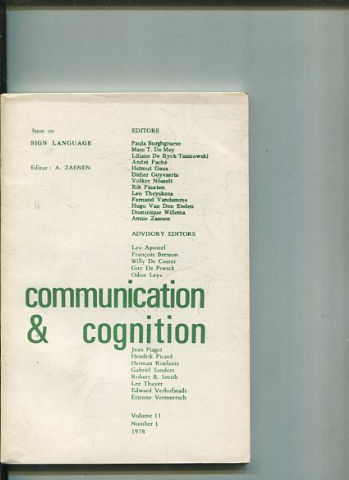 Issue on
SIGN LANGUAGE
Editor : A. ZAENEN
EDITORS
Paula Burghgraeve
Marc T. De Mey
Liliane De Ryck-Tasmowski
André Faché
Helmut Gaus
Didier Goyvaerts
Volker Nösselt
Rik Pinxten
Leo Theyskens
Fernand Vandamme
Hugo Van Den Enden
Dominique Willems
Annie Zaenen
ADVISORY EDITORS
Leo Apostel
François Bresson
Willy De Coster
Guy De Poerck
Odon Leys
communication
& cognition
Jean Piaget
Hendrik Picard
Herman Roelants
Gabriel Sanders
Robert B. Smith
Lee Thayer
Edward Verhofstadt
Etienne Vermeersch
Volume 11
Number 1
1978